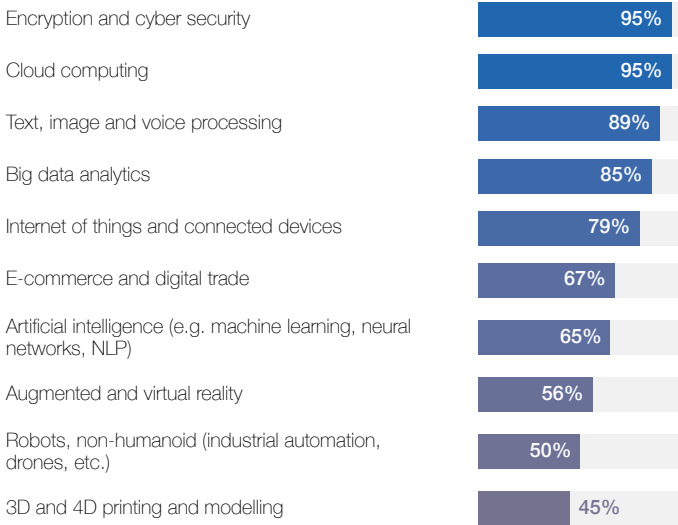 Encryption and cyber security 95%
Cloud computing 95%
Text, image and voice processing 89%
Big data analytics 85%
Internet of things and connected devices 79%
E-commerce and digital trade 67%
Artificial intelligence (e.g. machine learning, neural
networks, NLP) 65%
Augmented and virtual reality 56%
Robots, non-humanoid (industrial automation,
drones, etc.) 50%
3D and 4D printing and modelling 45%